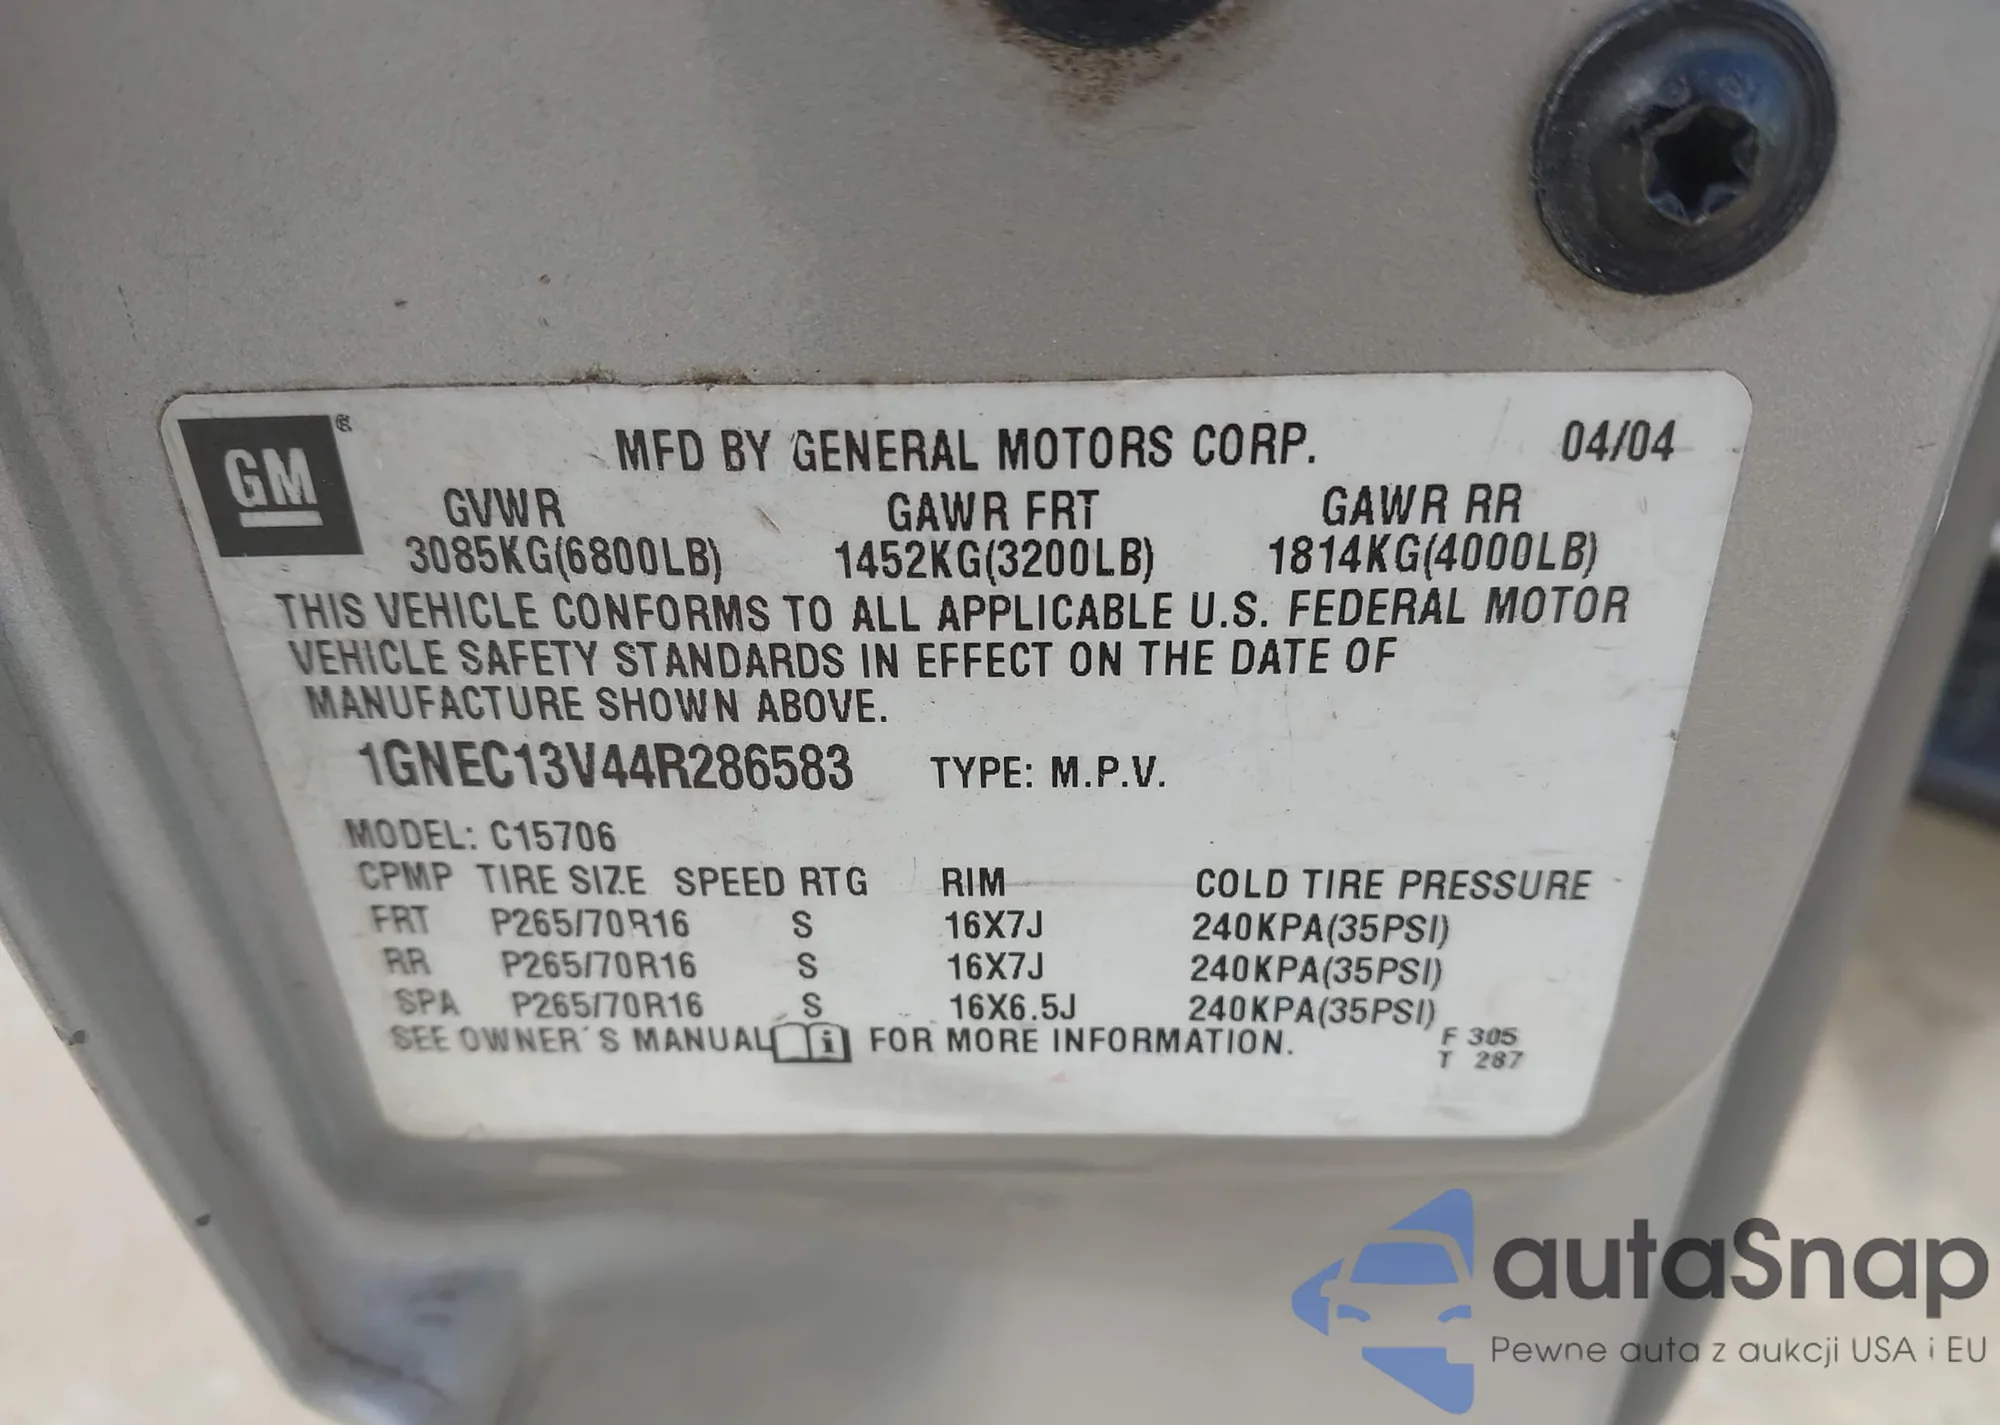 GM®
MFD BY GENERAL MOTORS CORP. 04/04
GVWR GAWR FRT GAWR RR
3085KG(6800LB) 1452KG(3200LB) 1814KG(4000LB)
THIS VEHICLE CONFORMS TO ALL APPLICABLE U.S. FEDERAL MOTOR
VEHICLE SAFETY STANDARDS IN EFFECT ON THE DATE OF
MANUFACTURE SHOWN ABOVE.
1GNEC13V44R286583 TYPE: M.P.V.
MODEL: C15706
CPMP TIRE SIZE SPEED RTG RIM COLD TIRE PRESSURE
FRT P265/70R16 S 16X7J 240KPA(35PSI)
RR P265/70R16 S 16X7J 240KPA(35PSI)
SPA P265/70R16 S 16X6.5J 240KPA(35PSI)
SEE OWNER'S MANUAL i FOR MORE INFORMATION.
F 305
T 287
autaSnap
Pewne auta z aukcji USA i EU